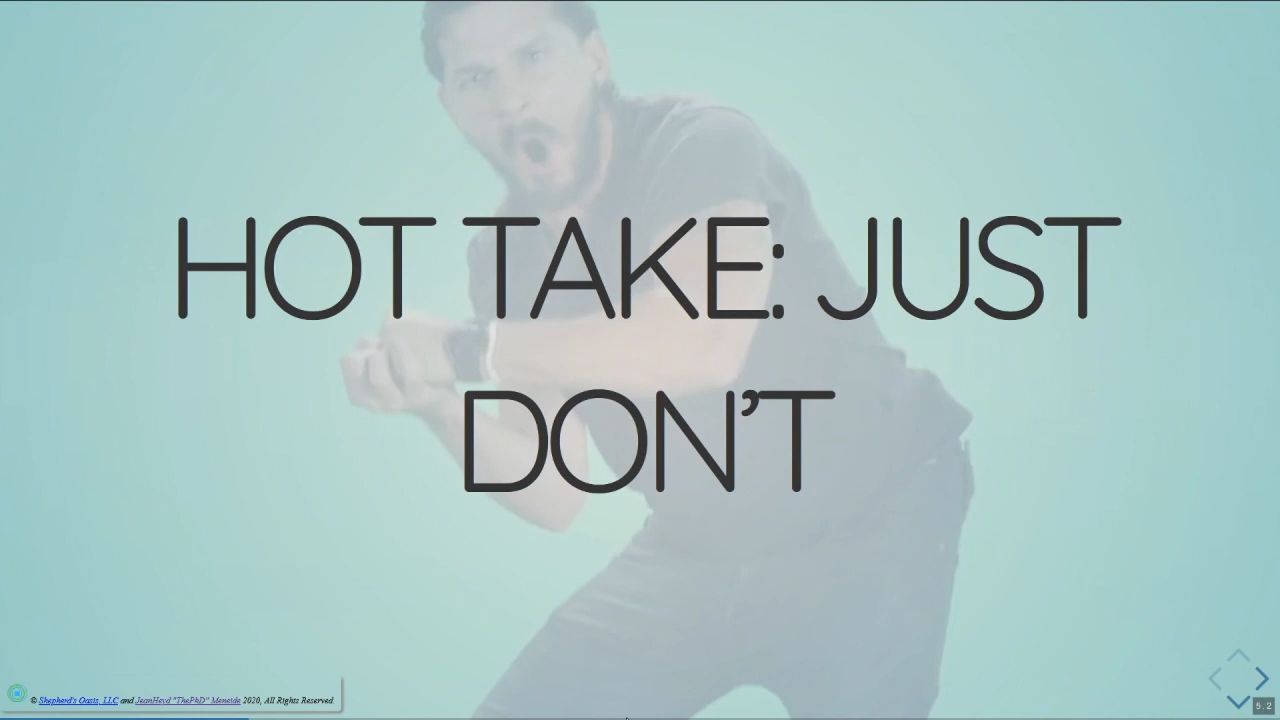 HOT TAKE: JUST
DON’T
© Shepherd's Oasis, LLC and JeanHeyd "ThePhD" Meneide 2020, All Rights Reserved
5.2